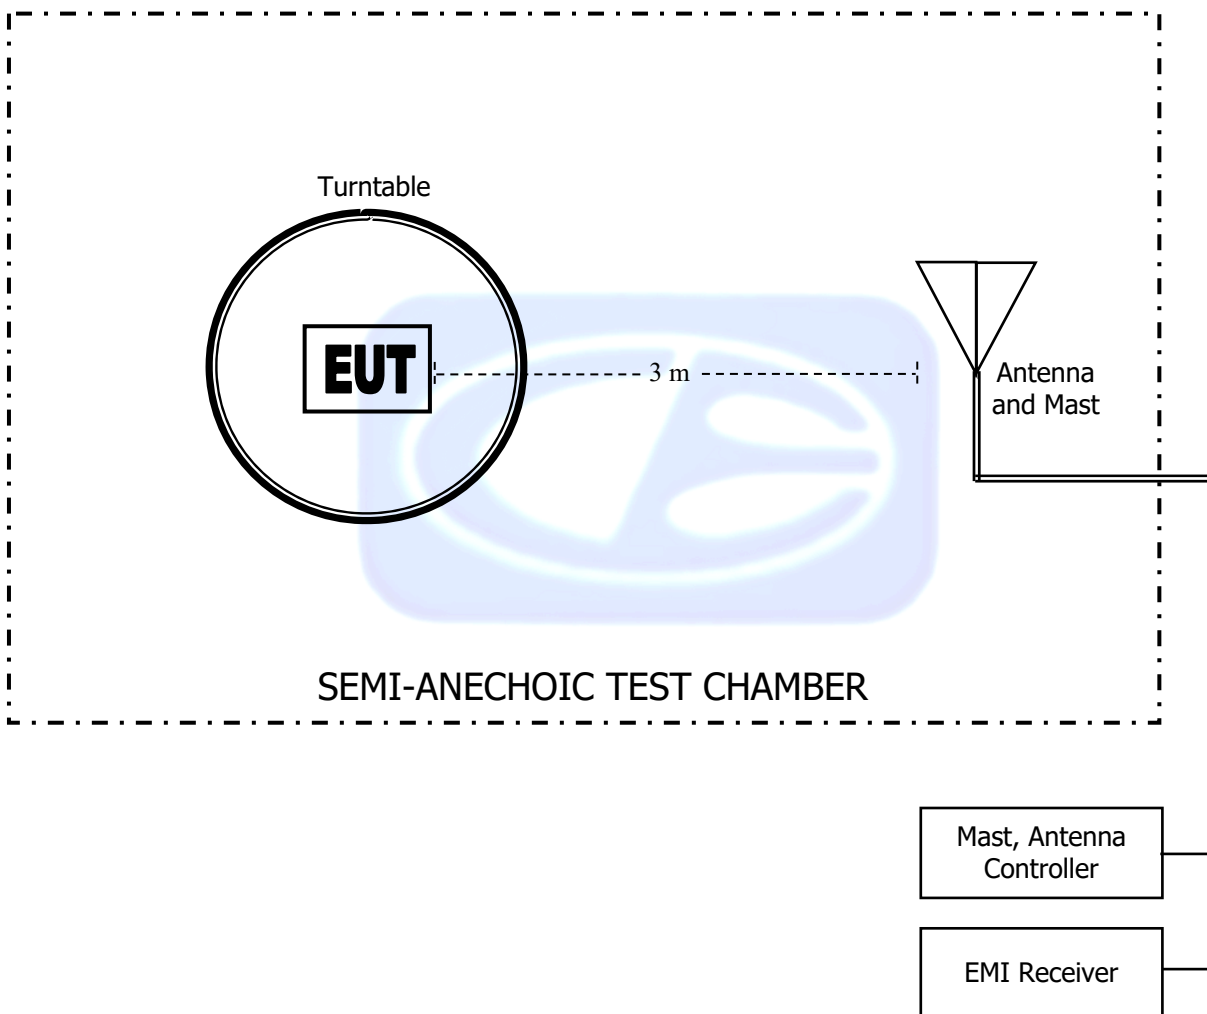 Turntable
EUT
3 m
Antenna
and Mast
SEMI-ANECHOIC TEST CHAMBER
Mast, Antenna
Controller
EMI Receiver